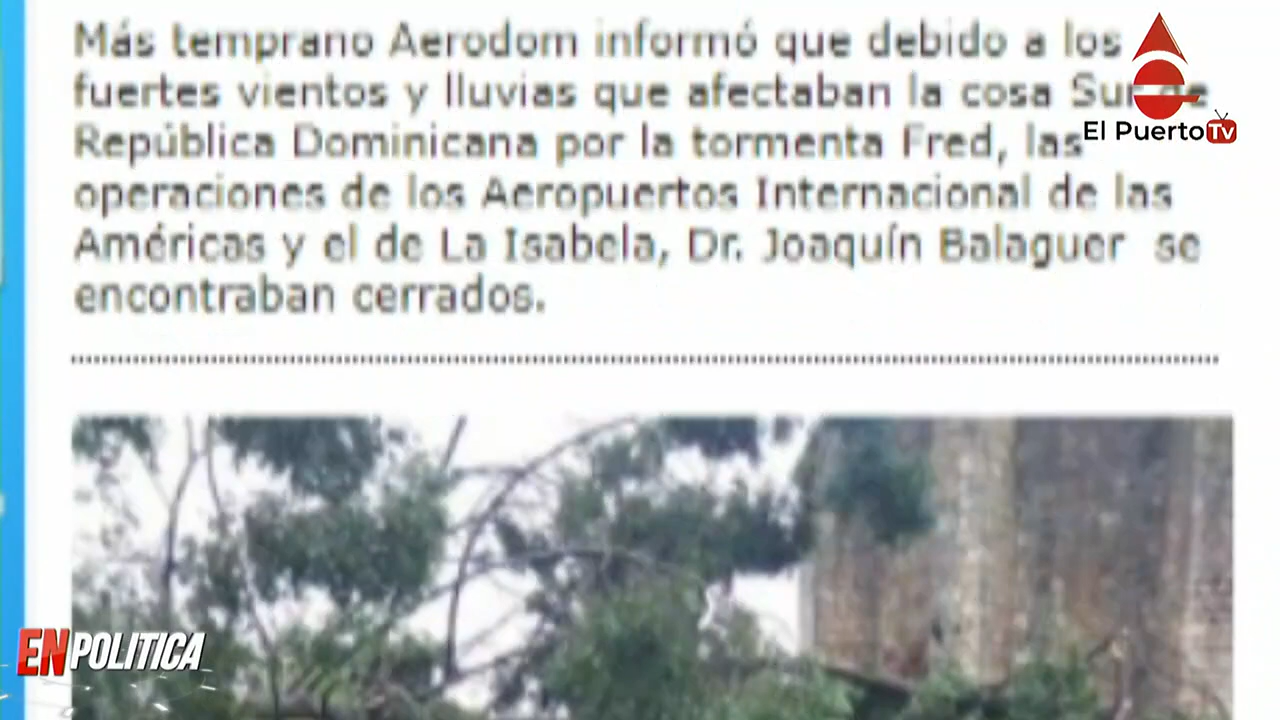 Más temprano Aerodom informó que debido a los
fuertes vientos y lluvias que afectaban la cosa Sur de
República Dominicana por la tormenta Fred, las
operaciones de los Aeropuertos Internacional de las
Américas y el de La Isabela, Dr. Joaquín Balaguer se
encontraban cerrados.
El Puerto Tv
EN POLITICA